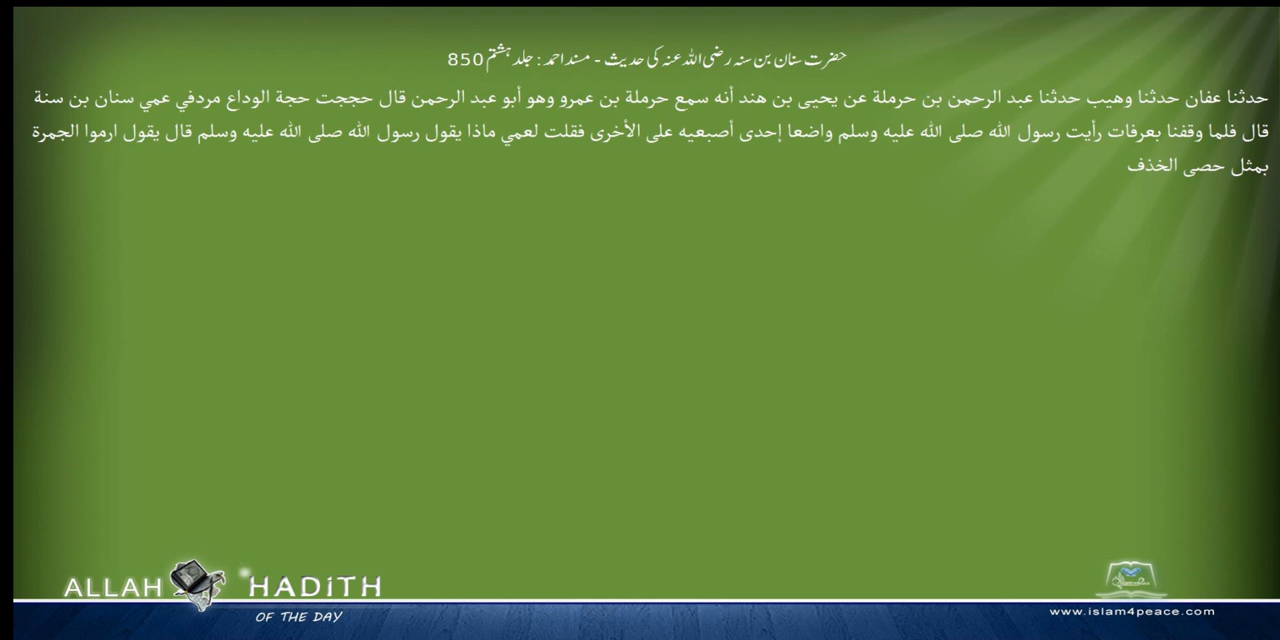 حضرت سنان بن سنہ رضی اللہ عنہ کی حدیث - مسند احمد : جلد ہشتم 850
حدثنا عفان حدثنا وهيب حدثنا عبد الرحمن بن حرملة عن يحيى بن هند أنه سمع حرملة بن عمرو وهو أبو عبد الرحمن قال حججت حجة الوداع مردفي عمي سنان بن سنة
قال فلما وقفنا بعرفات رأيت رسول الله صلى الله عليه وسلم واضعا إحدى أصبعيه على الأخرى فقلت لعمي ماذا يقول رسول الله صلى الله عليه وسلم قال يقول ارموا الجمرة
بمثل حصى الخذف
ALLAH HADITH
OF THE DAY
www.islam4peace.com